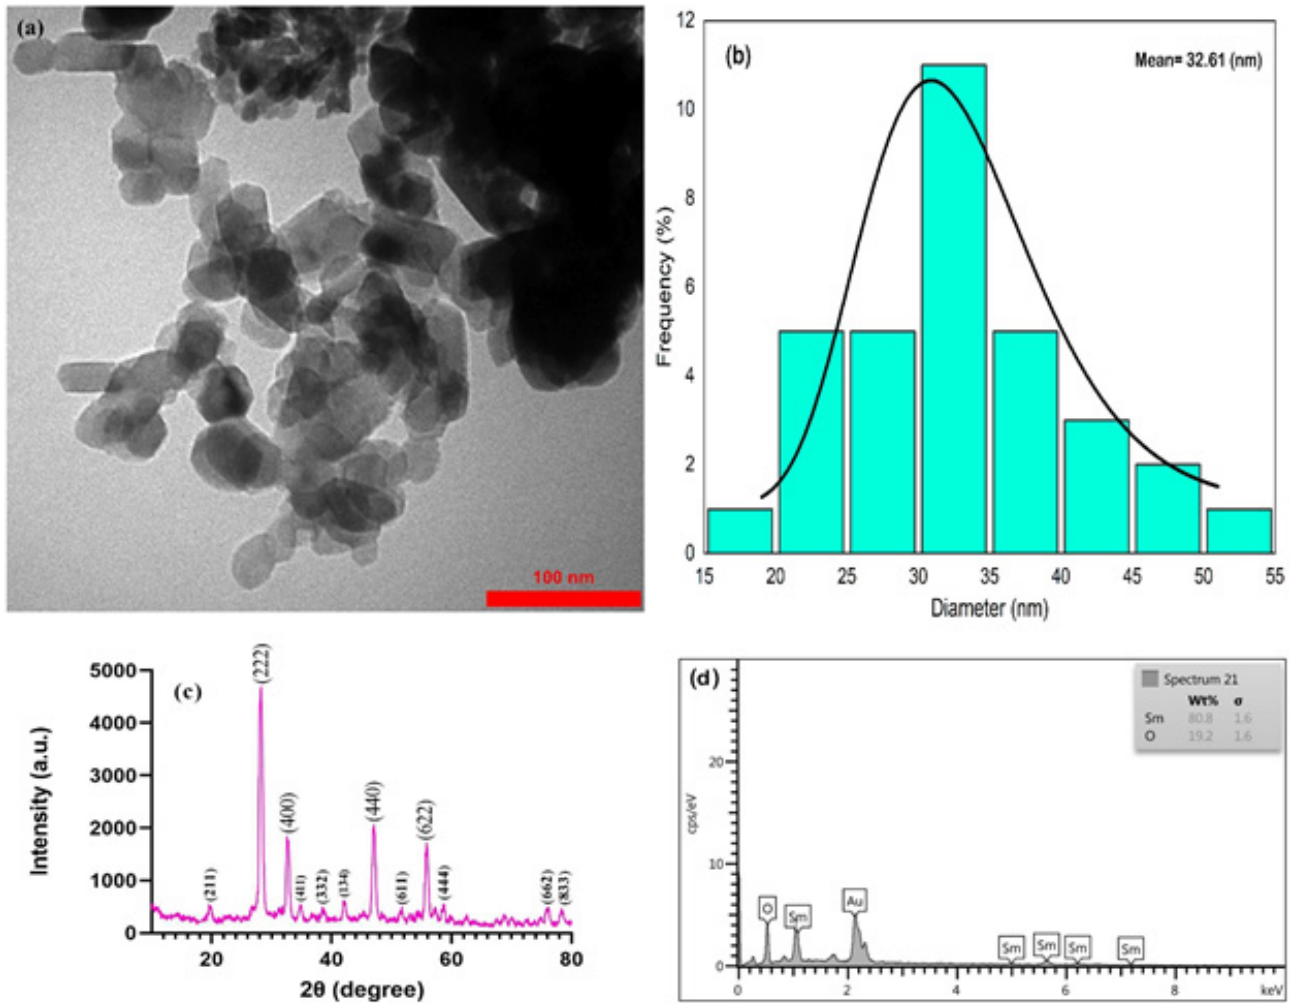 (a)
100 nm
(b)
Mean= 32.61 (nm)
Frequency (%)
12
10
8
6
4
2
0
15 20 25 30 35 40 45 50 55
Diameter (nm)
(c)
Intensity (a.u.)
5000
4000
3000
2000
1000
0
(211)
(222)
(400)
(411)
(332)
(134)
(440)
(611)
(622)
(444)
(662)
(833)
20 40 60 80
2θ (degree)
(d)
Spectrum 21
Wt% σ
Sm 80.8 1.6
O 19.2 1.6
cps/eV
20
10
0
O
Sm
Au
Sm
Sm
Sm
Sm
0 2 4 6 8 keV